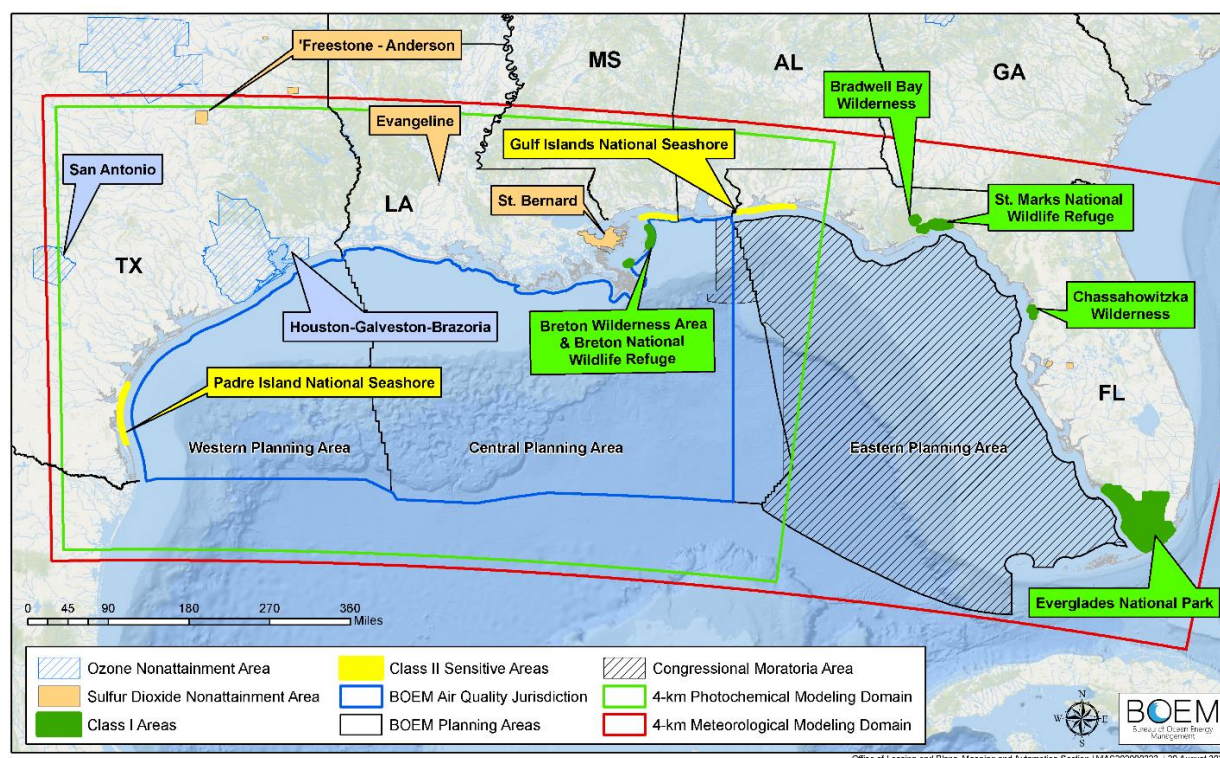 'Freestone - Anderson
MS
AL
GA
Bradwell Bay
Wilderness
Evangeline
Gulf Islands National Seashore
San Antonio
St. Marks National
Wildlife Refuge
LA
St. Bernard
TX
Chassahowitzka
Wilderness
Houston-Galveston-Brazoria
Breton Wilderness Area
& Breton National
Wildlife Refuge
Padre Island National Seashore
FL
Western Planning Area
Central Planning Area
Eastern Planning Area
Everglades National Park
0 45 90 180 270 360
Miles
Ozone Nonattainment Area
Sulfur Dioxide Nonattainment Area
Class I Areas
Class II Sensitive Areas
BOEM Air Quality Jurisdiction
BOEM Planning Areas
Congressional Moratoria Area
4-km Photochemical Modeling Domain
4-km Meteorological Modeling Domain
N
W E
S
BOEM
Bureau of Ocean Energy
Management